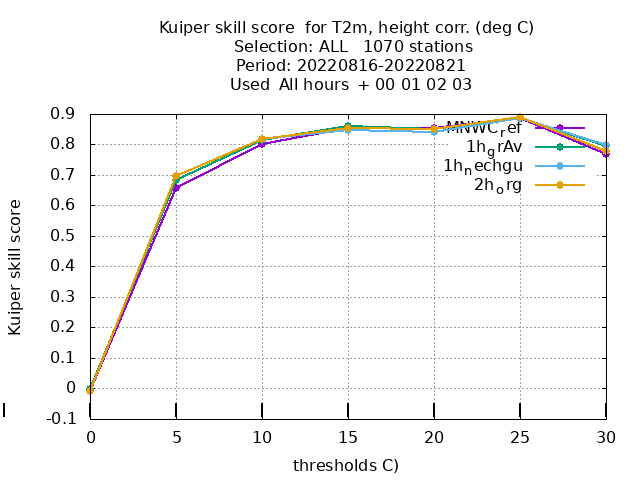 Kuiper skill score  for T2m, height corr. (deg C)
Selection: ALL   1070 stations
Period: 20220816-20220821
Used  All hours  + 00 01 02 03
MNWC_ref
1h_grAv
1h_nechgu
2h_org
0.9
0.8
0.7
0.6
0.5
0.4
0.3
0.2
0.1
0
-0.1
Kuiper skill score
0 5 10 15 20 25 30
thresholds C)